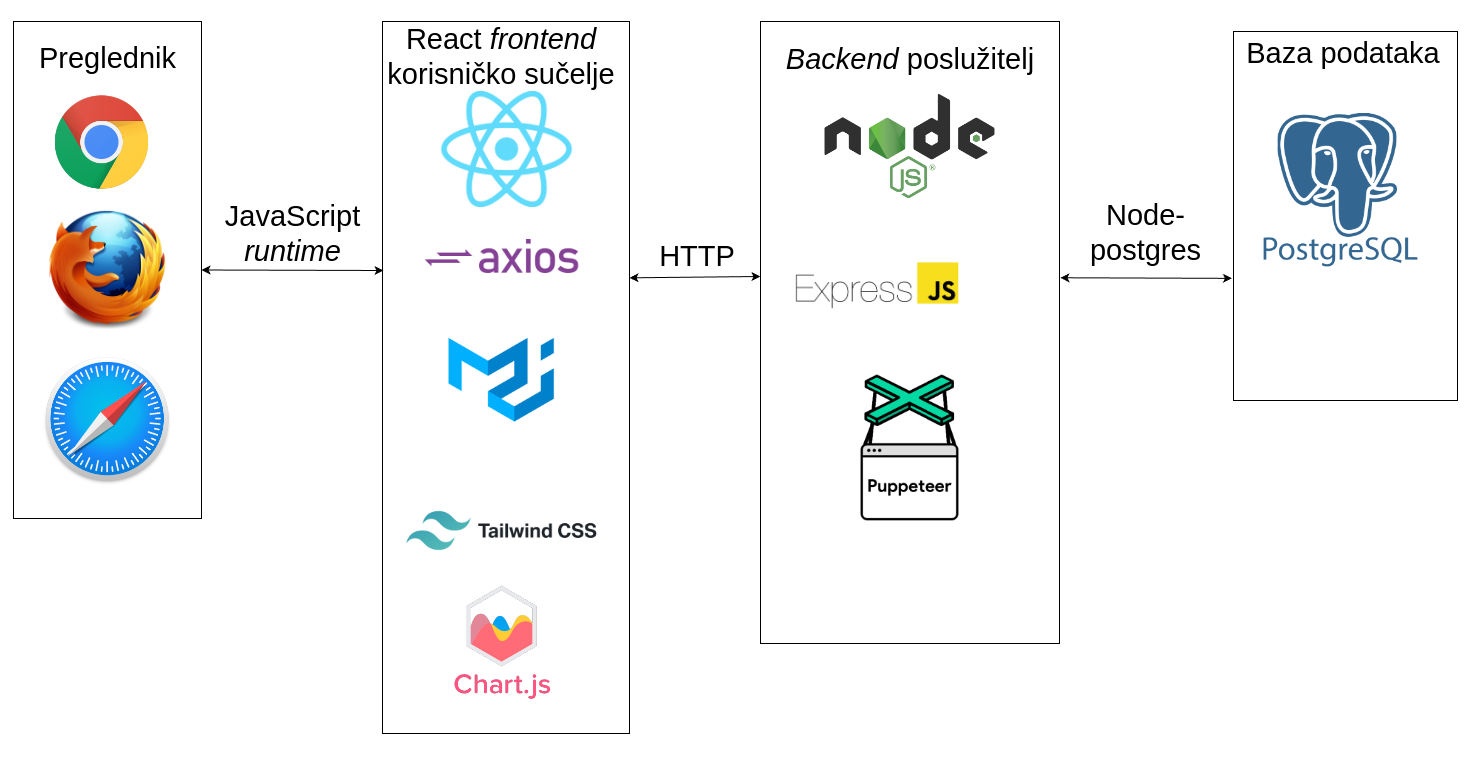 Preglednik
JavaScript
runtime
React frontend
korisničko sučelje
axios
Tailwind CSS
Chart.js
HTTP
Backend poslužitelj
node
JS®
Express JS
Puppeteer
Node-
postgres
Baza podataka
PostgreSQL